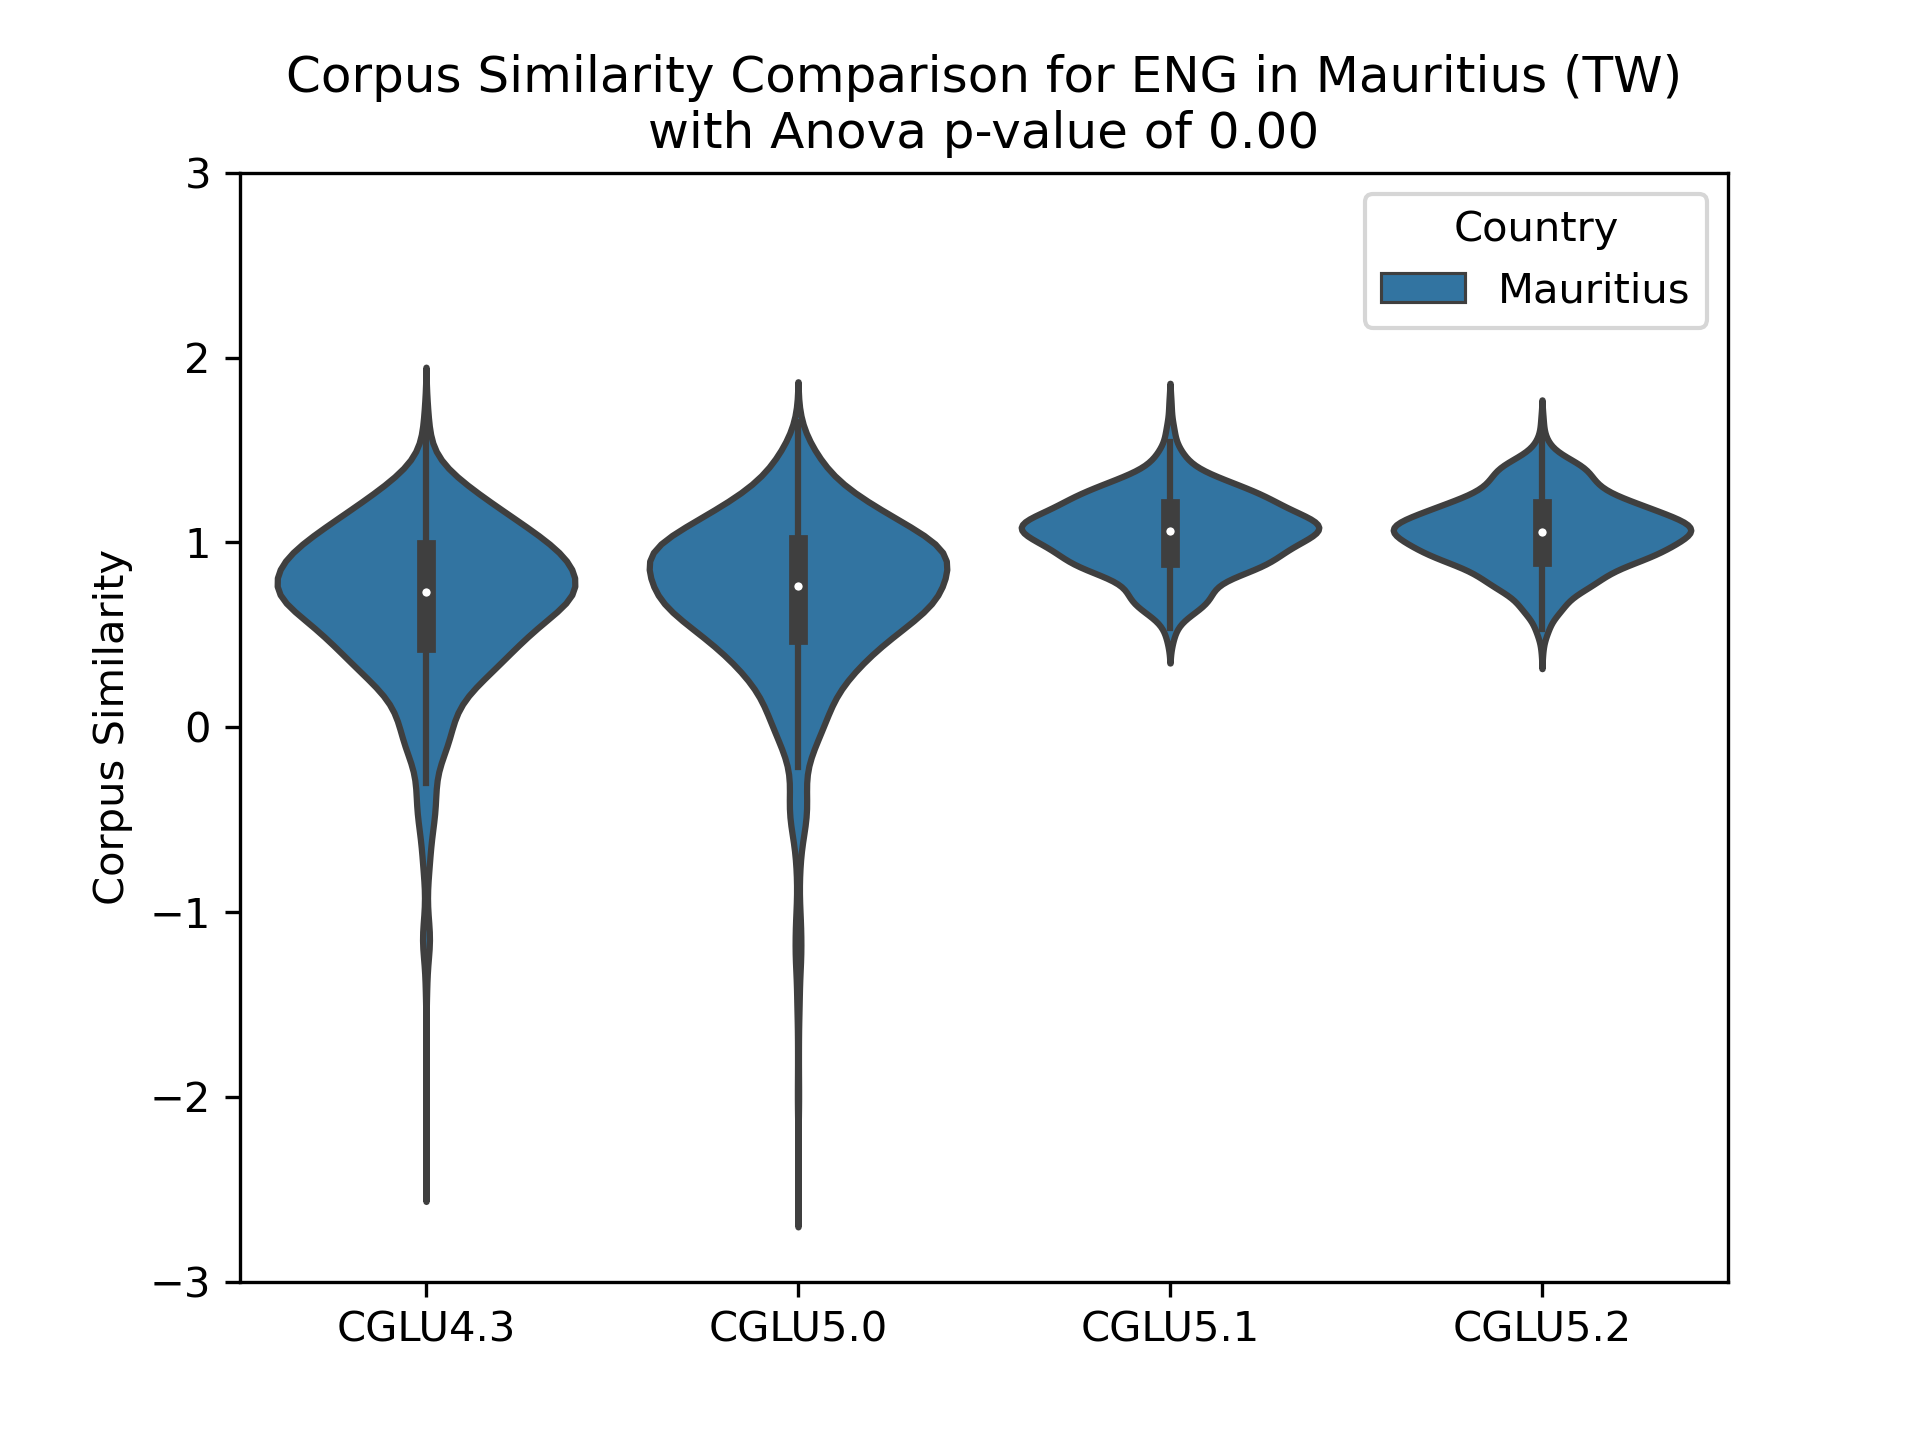 Corpus Similarity Comparison for ENG in Mauritius (TW)
with Anova p-value of 0.00
Country
Mauritius
Corpus Similarity
3
2
1
0
−1
−2
−3
CGLU4.3
CGLU5.0
CGLU5.1
CGLU5.2